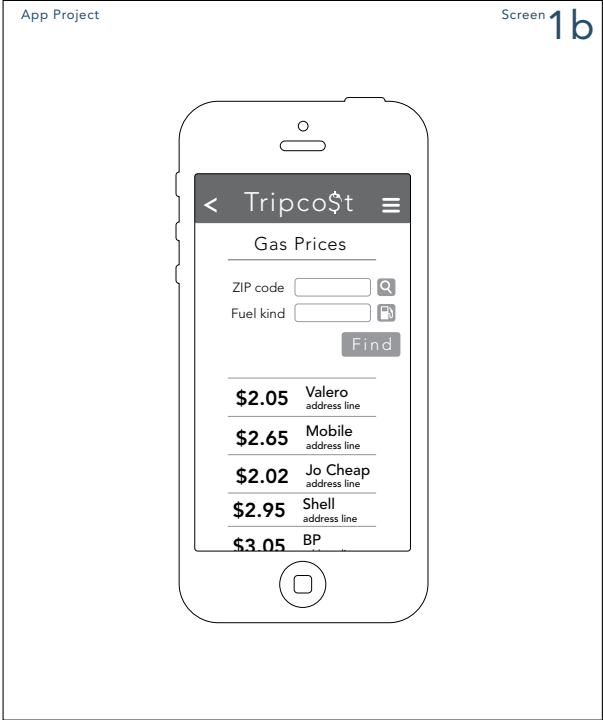 App Project
Screen 1b
< Tripco$t
Gas Prices
ZIP code
Fuel kind
Find
$2.05 Valero
address line
$2.65 Mobile
address line
$2.02 Jo Cheap
address line
$2.95 Shell
address line
$3.05 BP